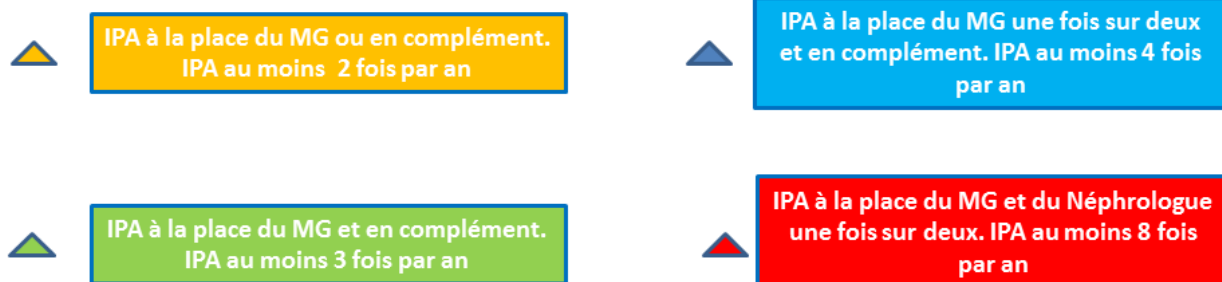 IPA à la place du MG ou en complément.
IPA au moins 2 fois par an
IPA à la place du MG une fois sur deux
et en complément. IPA au moins 4 fois
par an
IPA à la place du MG et en complément.
IPA au moins 3 fois par an
IPA à la place du MG et du Néphrologue
une fois sur deux. IPA au moins 8 fois
par an